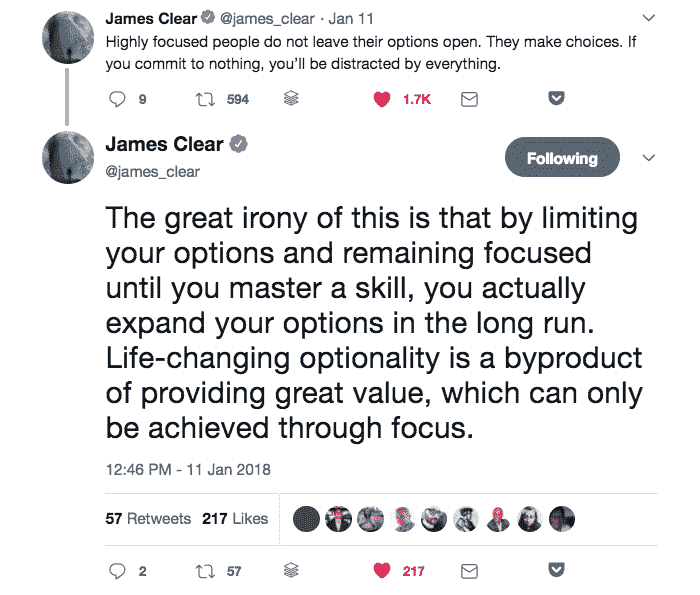 James Clear @james_clear · Jan 11
Highly focused people do not leave their options open. They make choices. If
you commit to nothing, you'll be distracted by everything.
9 594 1.7K
James Clear
@james_clear
Following
The great irony of this is that by limiting
your options and remaining focused
until you master a skill, you actually
expand your options in the long run.
Life-changing optionality is a byproduct
of providing great value, which can only
be achieved through focus.
12:46 PM - 11 Jan 2018
57 Retweets 217 Likes
2 57 217